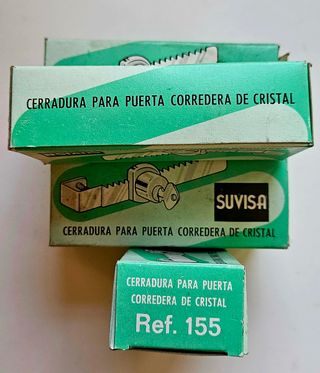 CERRADURA PARA PUERTA CORREDERA DE CRISTAL
SUVISA
CERRADURA PARA PUERTA CORREDERA DE CRISTAL
CERRADURA PARA PUERTA
CORREDERA DE CRISTAL
Ref. 155